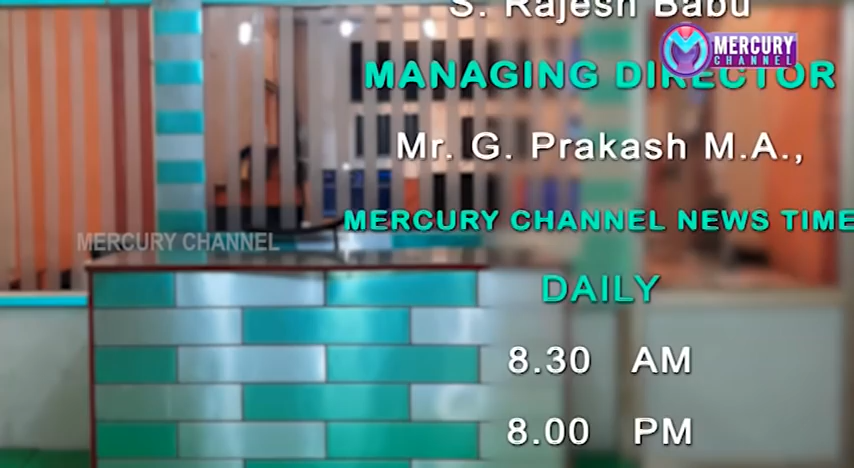 S. Rajesh Babu
MERCURY
CHANNEL
MANAGING DIRECTOR
Mr. G. Prakash M.A.,
MERCURY CHANNEL NEWS TIME
MERCURY CHANNEL
DAILY
8.30 AM
8.00 PM